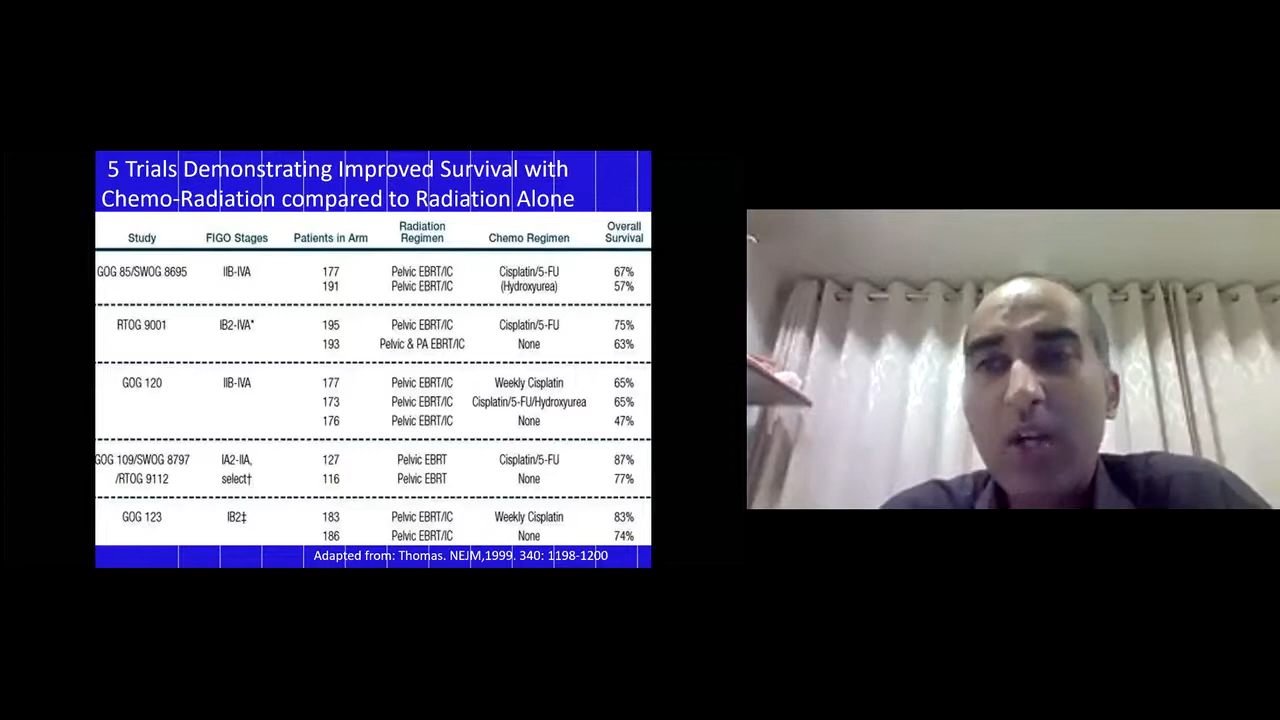 5 Trials Demonstrating Improved Survival with
Chemo-Radiation compared to Radiation Alone
Study FIGO Stages Patients in Arm Radiation Regimen Chemo Regimen Overall Survival
GOG 85/SWOG 8695 IIB-IVA 177 Pelvic EBRT/IC Cisplatin/5-FU 67%
191 Pelvic EBRT/IC (Hydroxyurea) 57%
RTOG 9001 IB2-IVA* 195 Pelvic EBRT/IC Cisplatin/5-FU 75%
193 Pelvic & PA EBRT/IC None 63%
GOG 120 IIB-IVA 177 Pelvic EBRT/IC Weekly Cisplatin 65%
173 Pelvic EBRT/IC Cisplatin/5-FU/Hydroxyurea 65%
176 Pelvic EBRT/IC None 47%
GOG 109/SWOG 8797 IA2-IIA, 127 Pelvic EBRT Cisplatin/5-FU 87%
/RTOG 9112 select† 116 Pelvic EBRT None 77%
GOG 123 IB2‡ 183 Pelvic EBRT/IC Weekly Cisplatin 83%
186 Pelvic EBRT/IC None 74%
Adapted from: Thomas. NEJM,1999. 340: 1198-1200